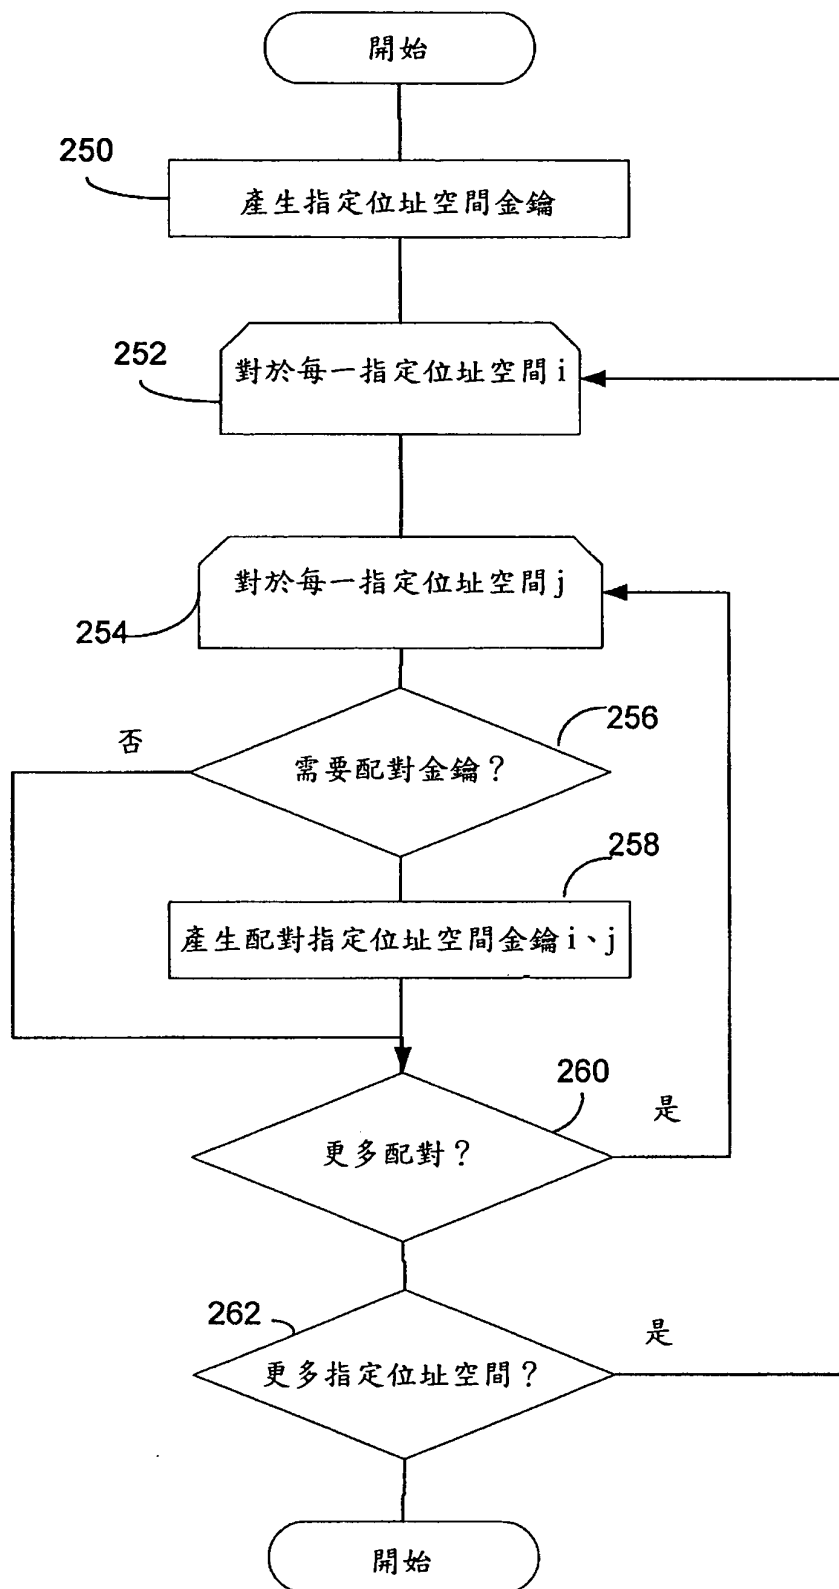 開始
250
產生指定位址空間金鑰
252
對於每一指定位址空間 i
對於每一指定位址空間 j
254
256
否
需要配對金鑰？
258
產生配對指定位址空間金鑰 i、j
260
是
更多配對？
262
是
更多指定位址空間？
開始